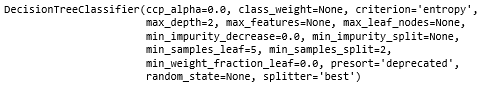 DecisionTreeClassifier(ccp_alpha=0.0, class_weight=None, criterion='entropy',
max_depth=2, max_features=None, max_leaf_nodes=None,
min_impurity_decrease=0.0, min_impurity_split=None,
min_samples_leaf=5, min_samples_split=2,
min_weight_fraction_leaf=0.0, presort='deprecated',
random_state=None, splitter='best')